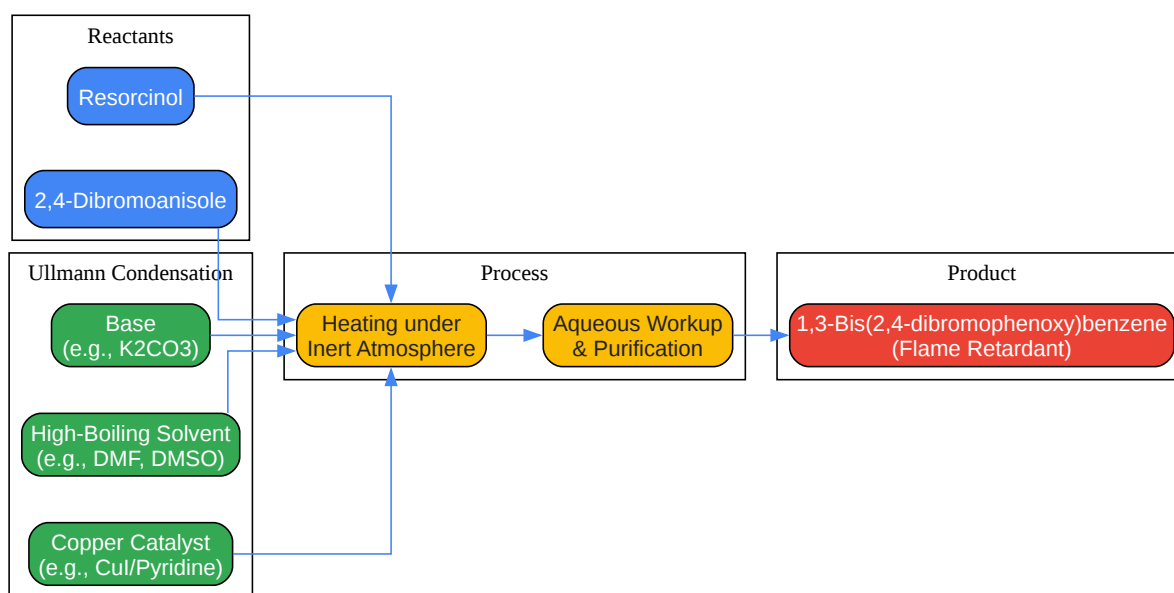 Reactants
Resorcinol
2,4-Dibromoanisole
Ullmann Condensation
Base
(e.g., K2CO3)
High-Boiling Solvent
(e.g., DMF, DMSO)
Copper Catalyst
(e.g., CuI/Pyridine)
Process
Heating under
Inert Atmosphere
Aqueous Workup
& Purification
Product
1,3-Bis(2,4-dibromophenoxy)benzene
(Flame Retardant)